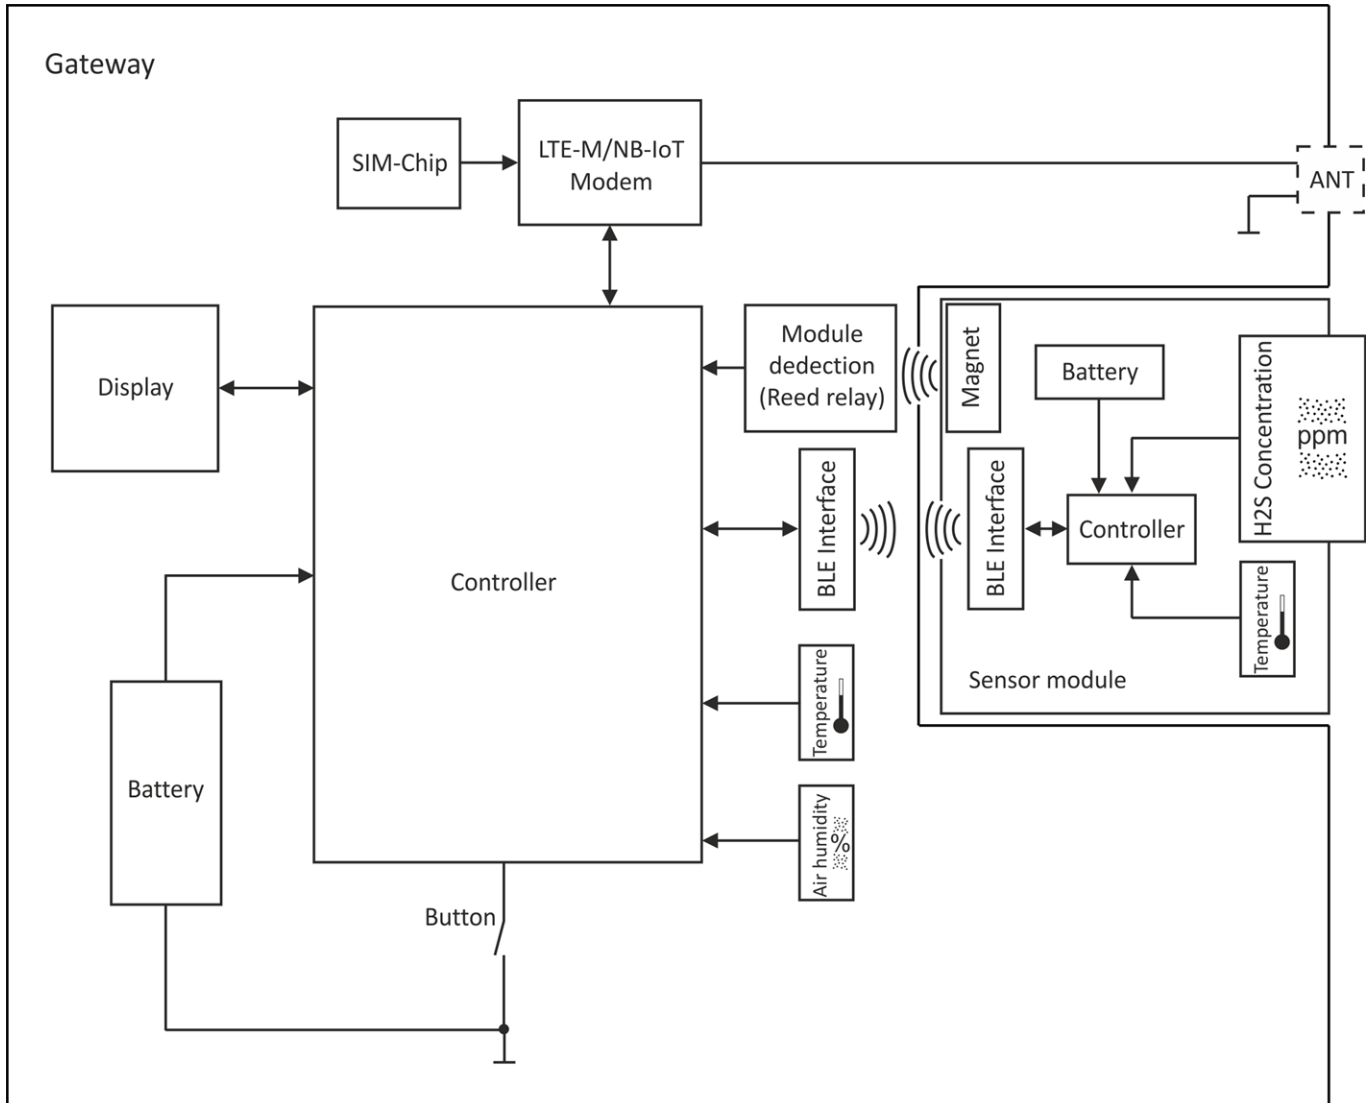 Gateway
SIM-Chip
LTE-M/NB-IoT
Modem
ANT
Display
Controller
Module
dedection
(Reed relay)
Magnet
Battery
H2S Concentration
ppm
BLE Interface
BLE Interface
Controller
Temperature
Sensor module
Temperature
Air humidity
%
Battery
Button